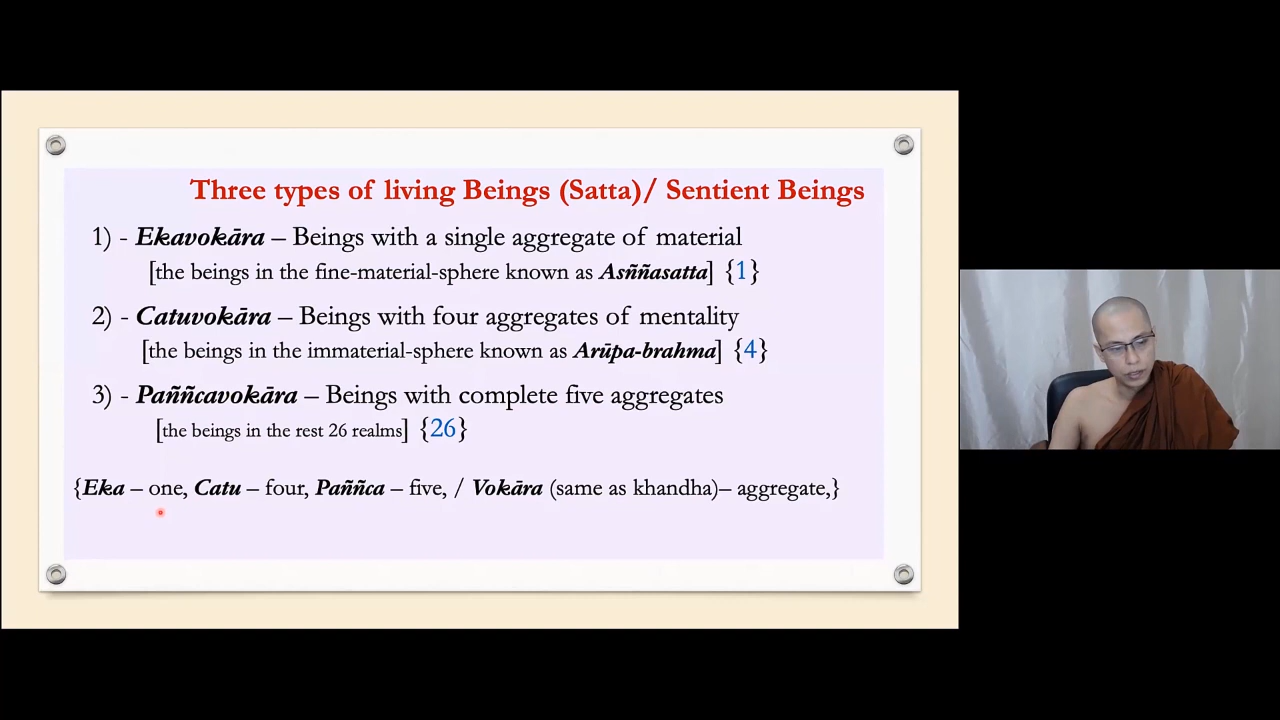 Three types of living Beings (Satta)/ Sentient Beings
1) - Ekavokāra – Beings with a single aggregate of material
[the beings in the fine-material-sphere known as Asññasatta] {1}
2) - Catuvokāra – Beings with four aggregates of mentality
[the beings in the immaterial-sphere known as Arūpa-brahma] {4}
3) - Paññcavokāra – Beings with complete five aggregates
[the beings in the rest 26 realms] {26}
{Eka – one, Catu – four, Paññca – five, / Vokāra (same as khandha)– aggregate,}